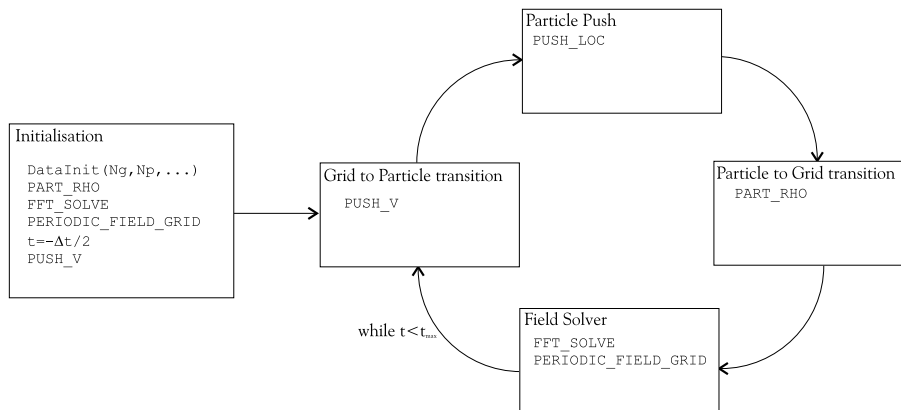 Initialisation
DataInit(Ng,Np,...)
PART_RHO
FFT_SOLVE
PERIODIC_FIELD_GRID
t=-Δt/2
PUSH_V
Grid to Particle transition
PUSH_V
Particle Push
PUSH_LOC
Particle to Grid transition
PART_RHO
Field Solver
FFT_SOLVE
PERIODIC_FIELD_GRID
while t<tmax